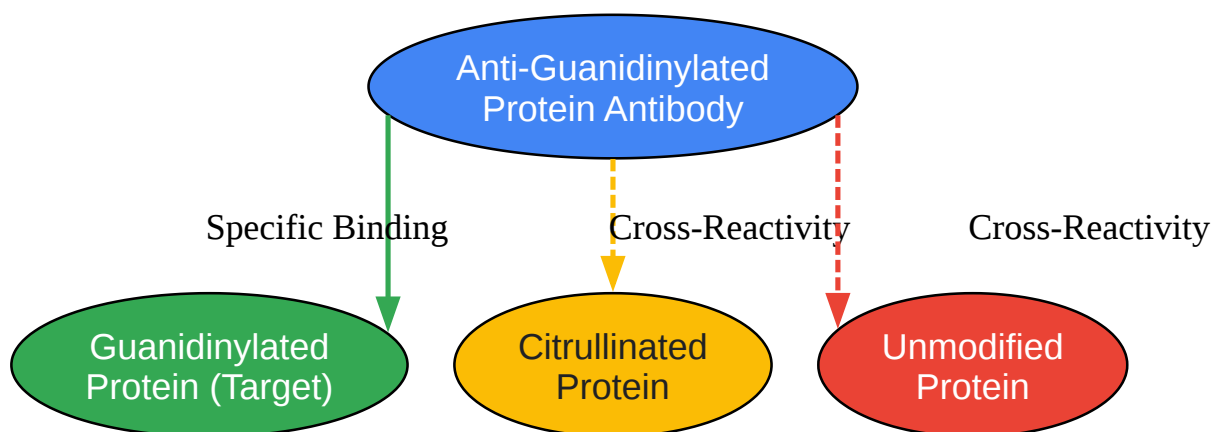 Anti-Guanidinylated
Protein Antibody
Specific Binding
Cross-Reactivity
Cross-Reactivity
Guanidinylated
Protein (Target)
Citrullinated
Protein
Unmodified
Protein